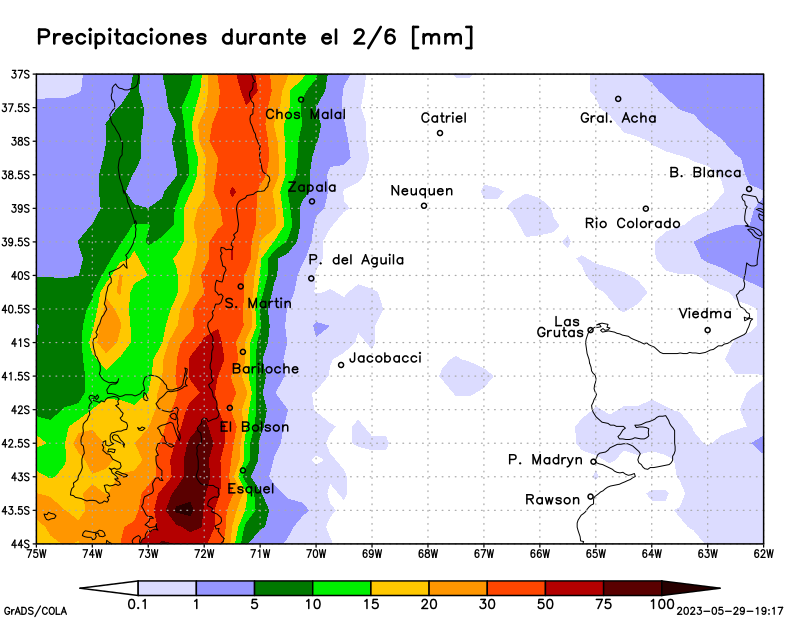 Precipitaciones durante el 2/6 [mm]
37S
Chos Malal
Catriel
Gral. Acha
37.5S
38S
B. Blanca
38.5S
Zapala
Neuquen
39S
Rio Colorado
39.5S
P. del Aguila
40S
S. Martin
40.5S
Las
Grutas
Viedma
41S
Jacobacci
Bariloche
41.5S
42S
El Bolson
42.5S
P. Madryn
43S
Esquel
Rawson
43.5S
44S
75W 74W 73W 72W 71W 70W 69W 68W 67W 66W 65W 64W 63W 62W
0.1 1 5 10 15 20 30 50 75 100
GrADS/COLA
2023-05-29-19:17